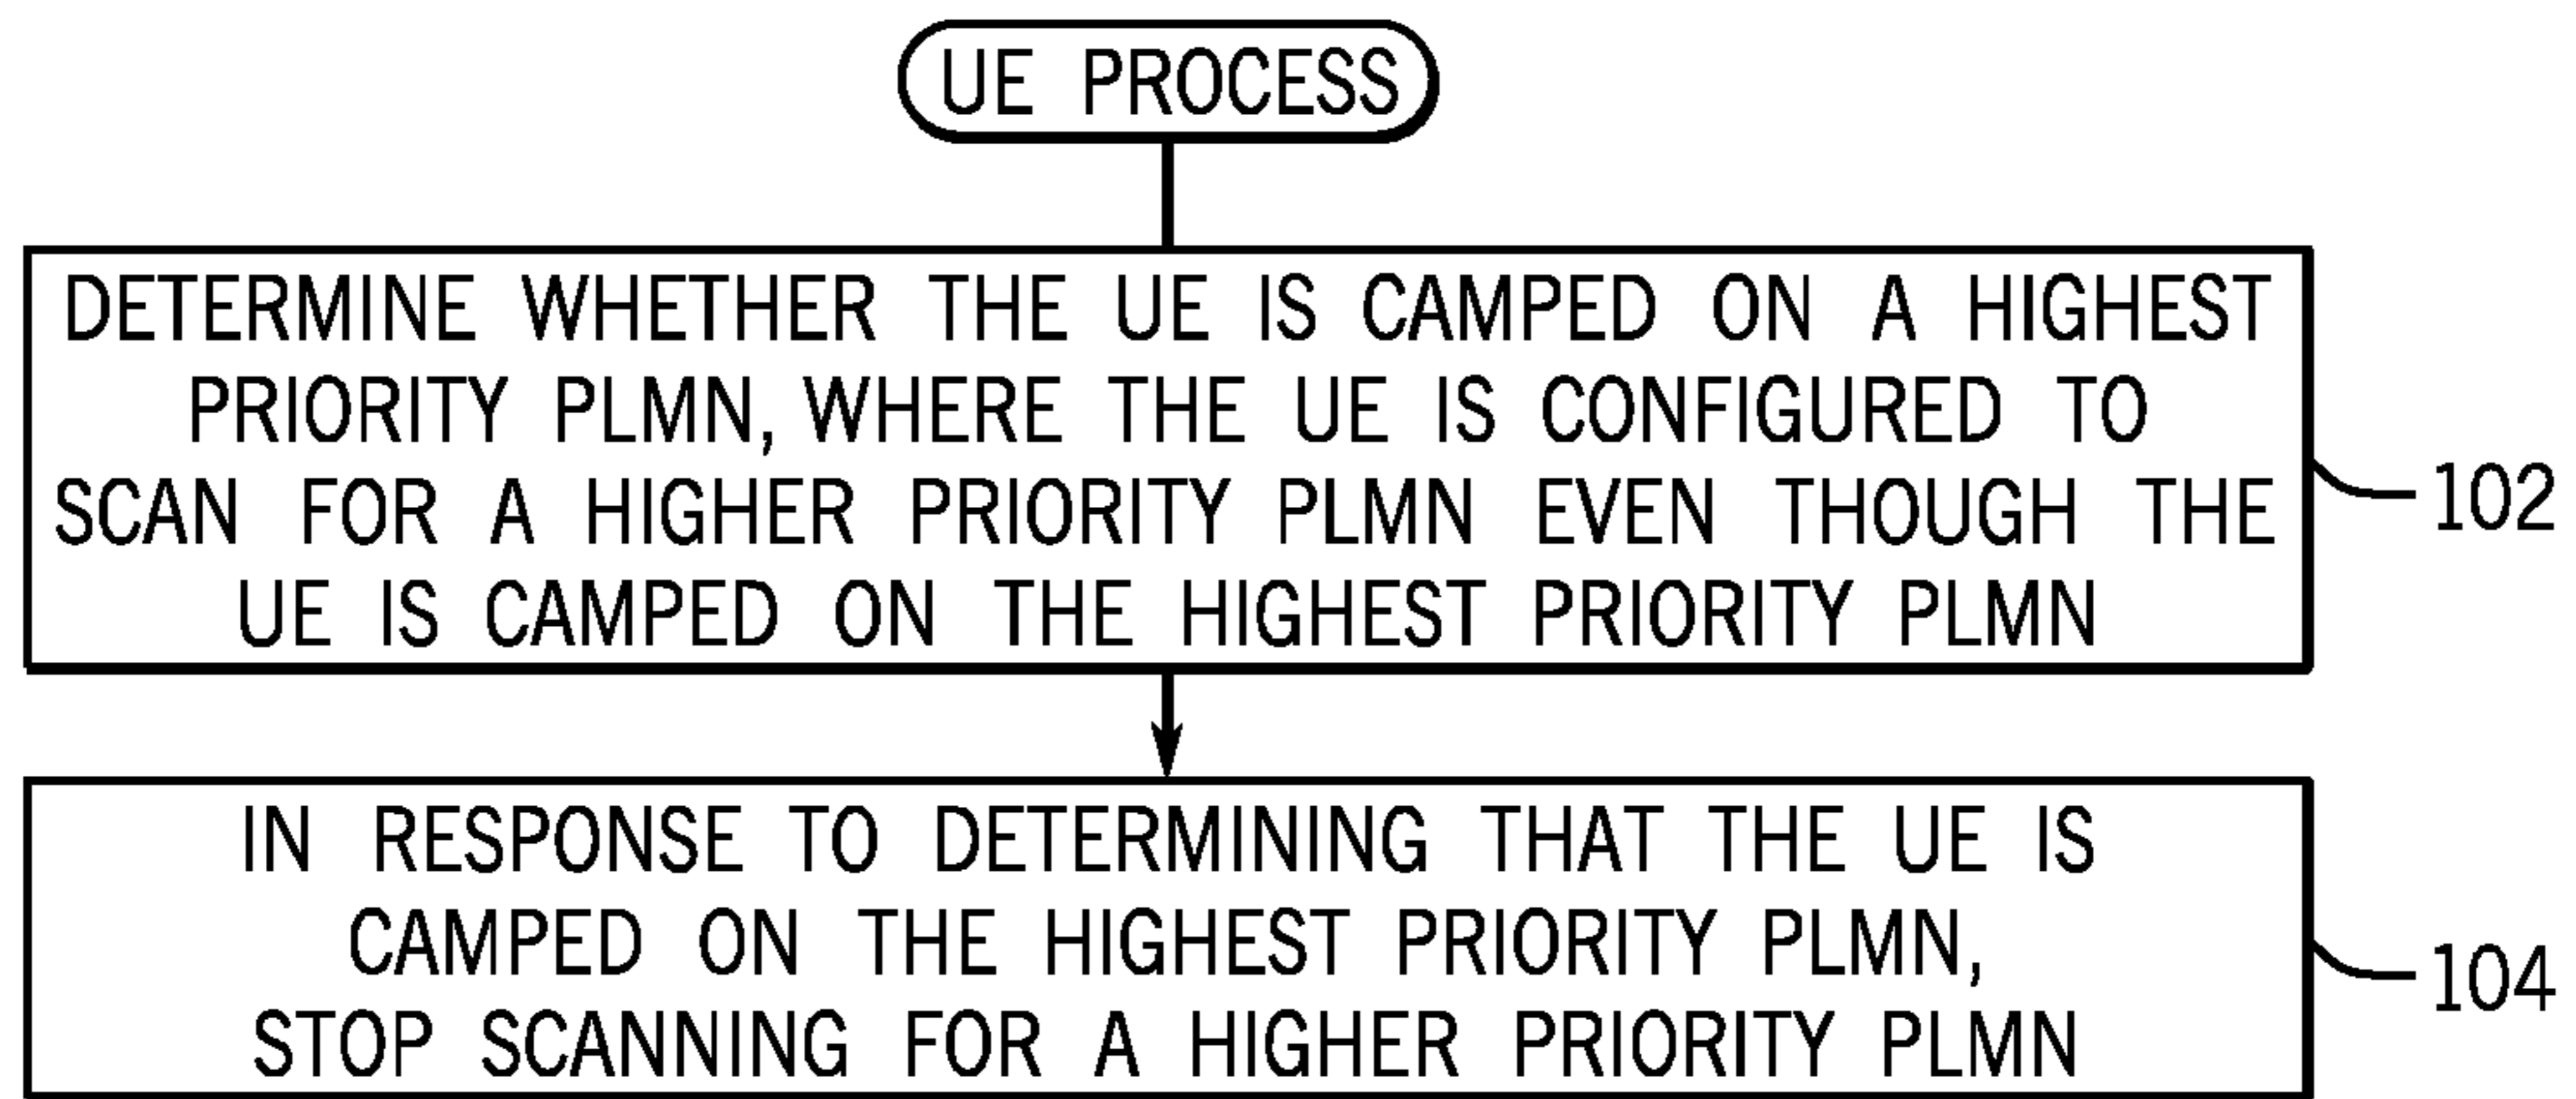 UE PROCESS
DETERMINE WHETHER THE UE IS CAMPED ON A HIGHEST
PRIORITY PLMN, WHERE THE UE IS CONFIGURED TO
SCAN FOR A HIGHER PRIORITY PLMN EVEN THOUGH THE
UE IS CAMPED ON THE HIGHEST PRIORITY PLMN
102
IN RESPONSE TO DETERMINING THAT THE UE IS
CAMPED ON THE HIGHEST PRIORITY PLMN,
STOP SCANNING FOR A HIGHER PRIORITY PLMN
104